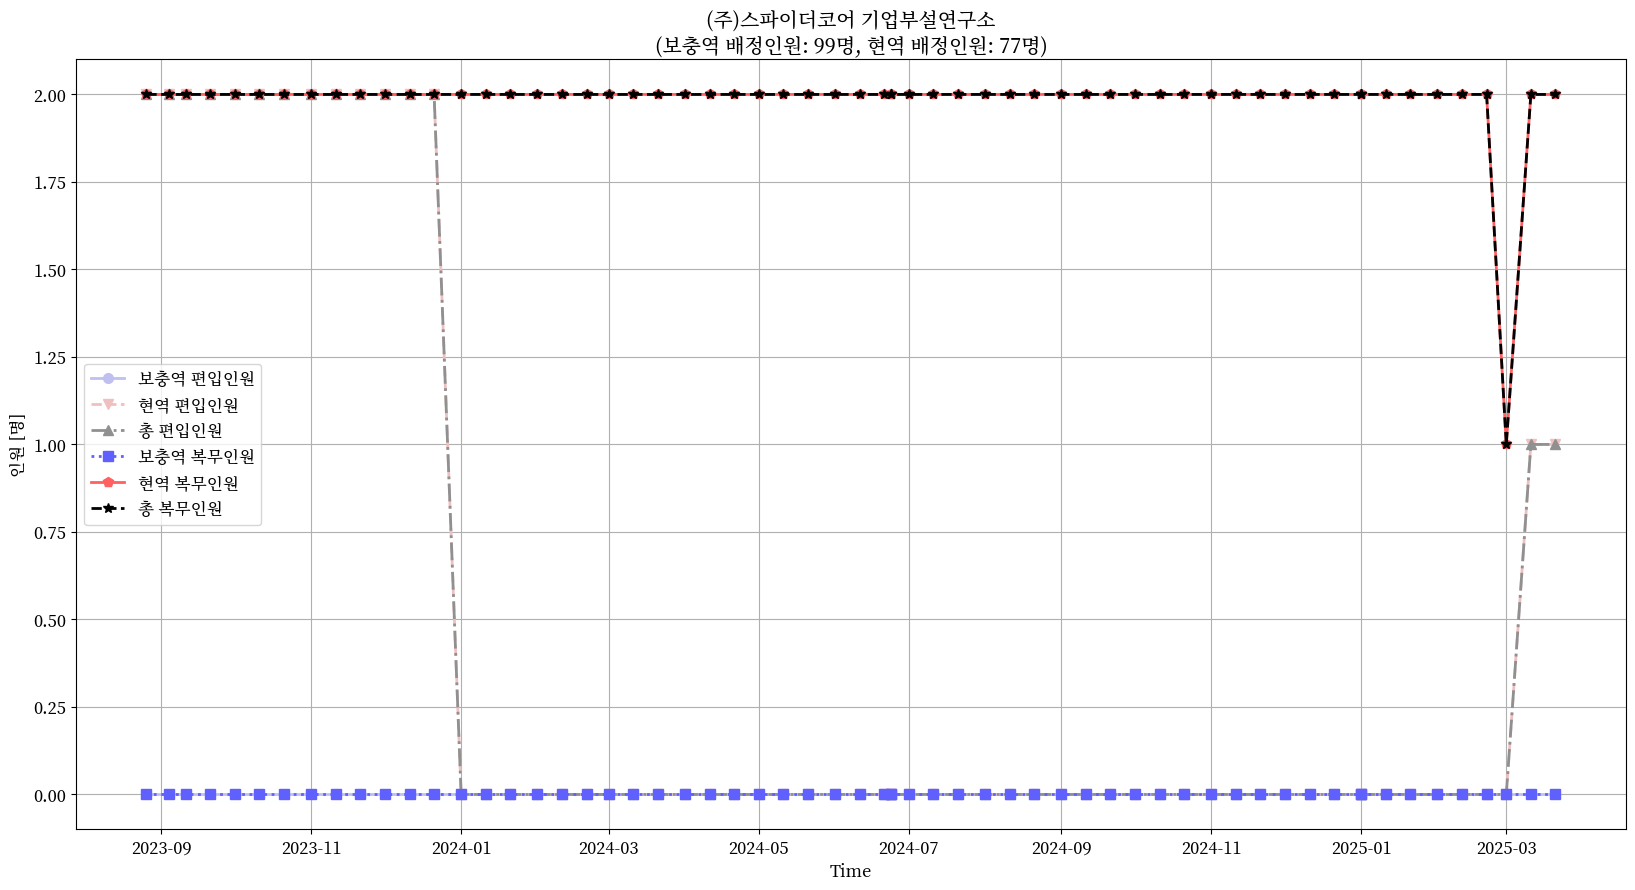 (주)스파이더코어 기업부설연구소
(보충역 배정인원: 99명, 현역 배정인원: 77명)
인원 [명]
2.00
1.75
1.50
1.25
1.00
0.75
0.50
0.25
0.00
보충역 편입인원
현역 편입인원
총 편입인원
보충역 복무인원
현역 복무인원
총 복무인원
2023-09
2023-11
2024-01
2024-03
2024-05
2024-07
2024-09
2024-11
2025-01
2025-03
Time